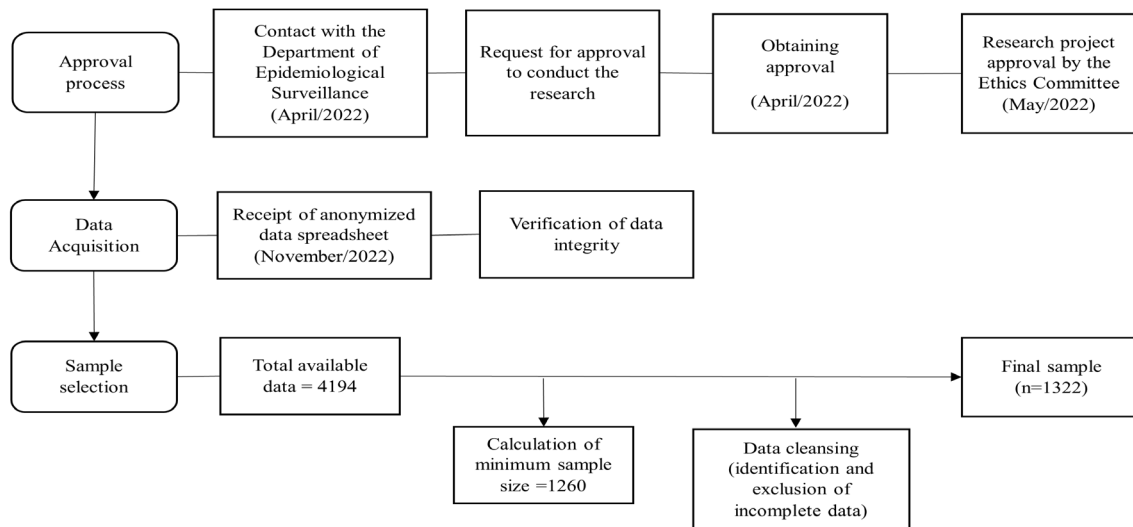 Approval
process
Contact with the
Department of
Epidemiological
Surveillance
(April/2022)
Request for approval
to conduct the
research
Obtaining
approval
(April/2022)
Research project
approval by the
Ethics Committee
(May/2022)
Data
Acquisition
Receipt of anonymized
data spreadsheet
(November/2022)
Verification of data
integrity
Sample
selection
Total available
data = 4194
Final sample
(n=1322)
Calculation of
minimum sample
size =1260
Data cleansing
(identification and
exclusion of
incomplete data)